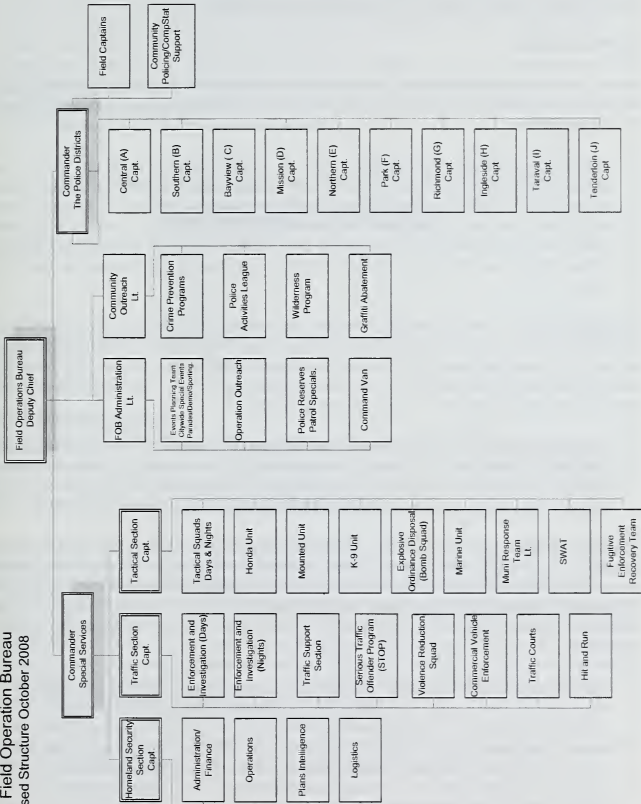 Field Operation Bureau
sed Structure October 2008
Field Operations Bureau
Deputy Chief
Commander
Special Services
Homeland Security
Section
Capt.
Administration/
Finance
Operations
Plans Intelligence
Logistics
Traffic Section
Capt.
Enforcement and
Investigation (Days)
Enforcement and
Investigation
(Nights)
Traffic Support
Section
Serious Traffic
Offender Program
(STOP)
Violence Reduction
Squad
Commercial Vehicle
Enforcement
Traffic Courts
Hit and Run
Tactical Section
Capt.
Tactical Squads
Days & Nights
Honda Unit
Mounted Unit
K-9 Unit
Explosive
Ordinance Disposal
(Bomb Squad)
Marine Unit
Muni Response
Team
Lt.
SWAT
Fugitive
Enforcement
Recovery Team
FOB Administration
Lt.
Events Planning Team
Citywide Special Events
Parades/Demo/Sporting.
Operation Outreach
Police Reserves
Patrol Specials.
Command Van
Community
Outreach
Lt.
Crime Prevention
Programs
Police
Activities League
Wilderness
Program
Graffiti Abatement
Commander
The Police Districts
Central (A)
Capt.
Southern (B)
Capt.
Bayview ( C)
Capt.
Mission (D)
Capt.
Northern (E)
Capt.
Park (F)
Capt.
Richmond (G)
Capt
Ingleside (H)
Capt.
Taraval (I)
Capt.
Tenderloin (J)
Capt
Field Captains
Community
Policing/CompStat
Support